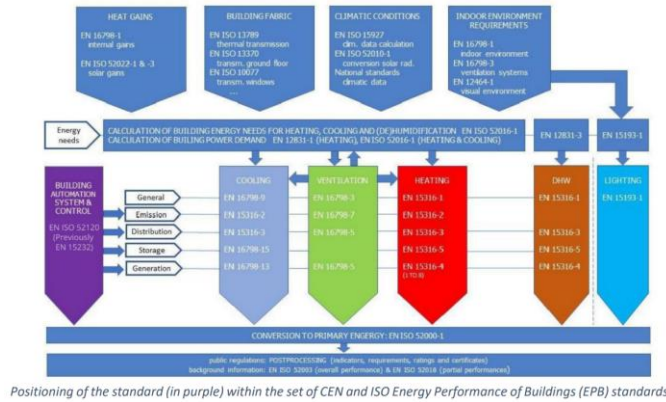 HEAT GAINS
EN 16798-1
internal gains
EN ISO 52022-1 & -3
solar gains
BUILDING FABRIC
EN ISO 13789
thermal transmission
EN ISO 13370
transm. ground floor
EN ISO 10077
transm. windows
....
CLIMATIC CONDITIONS
EN ISO 15927
clim. data calculation
EN ISO 52010-1
conversion solar rad.
National standards
climatic data
INDOOR ENVIRONMENT
REQUIREMENTS
EN 16798-1
indoor environment
EN 16798-3
ventilation systems
EN 12464-1
visual environment
Energy
needs
CALCULATION OF BUILDING ENERGY NEEDS FOR HEATING, COOLING AND (DE)HUMIDIFICATION EN ISO 52016-1
CALCULATION OF BUILING POWER DEMAND EN 12831-1 (HEATING), EN ISO 52016-1 (HEATING & COOLING)
EN 12831-3
EN 15193-1
BUILDING
AUTOMATION
SYSTEM &
CONTROL
EN ISO 52120
(Previously
EN 15232)
COOLING
VENTILATION
HEATING
DHW
LIGHTING
General
EN 16798-9
EN 16798-3
EN 15316-1
EN 15316-1
EN 15193-1
Emission
EN 15316-2
EN 16798-7
EN 15316-2
Distribution
EN 15316-3
EN 16798-5
EN 15316-3
EN 15316-3
Storage
EN 16798-15
EN 15316-5
EN 15316-5
Generation
EN 16798-13
EN 16798-5
EN 15316-4
(1 TO 8)
EN 15316-4
CONVERSION TO PRIMARY ENGERGY: EN ISO 52000-1
public regulations: POSTPROCESSING (indicators, requirements, ratings and certificates)
background information: EN ISO 52003 (overall performance) & EN ISO 52018 (partial performances)
Positioning of the standard (in purple) within the set of CEN and ISO Energy Performance of Buildings (EPB) standards